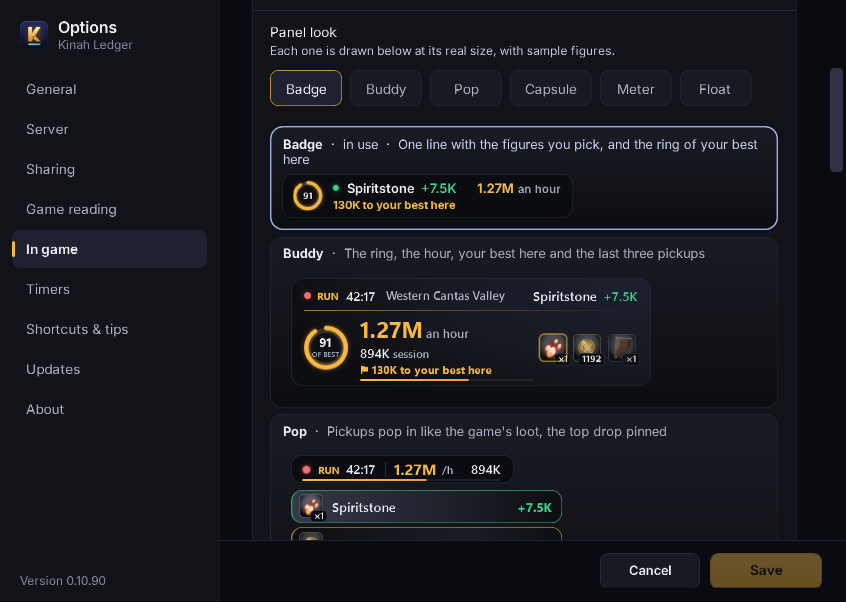 Options
Kinah Ledger
General
Server
Sharing
Game reading
In game
Timers
Shortcuts & tips
Updates
About
Version 0.10.90
Panel look
Each one is drawn below at its real size, with sample figures.
Badge
Buddy
Pop
Capsule
Meter
Float
Badge · in use · One line with the figures you pick, and the ring of your best
here
91
Spiritstone +7.5K 1.27M an hour
130K to your best here
Buddy · The ring, the hour, your best here and the last three pickups
RUN 42:17 Western Cantas Valley Spiritstone +7.5K
91
OF BEST
1.27M an hour
894K session
130K to your best here
x1
1192
x1
Pop · Pickups pop in like the game's loot, the top drop pinned
RUN 42:17 1.27M /h 894K
x1
Spiritstone +7.5K
Cancel
Save